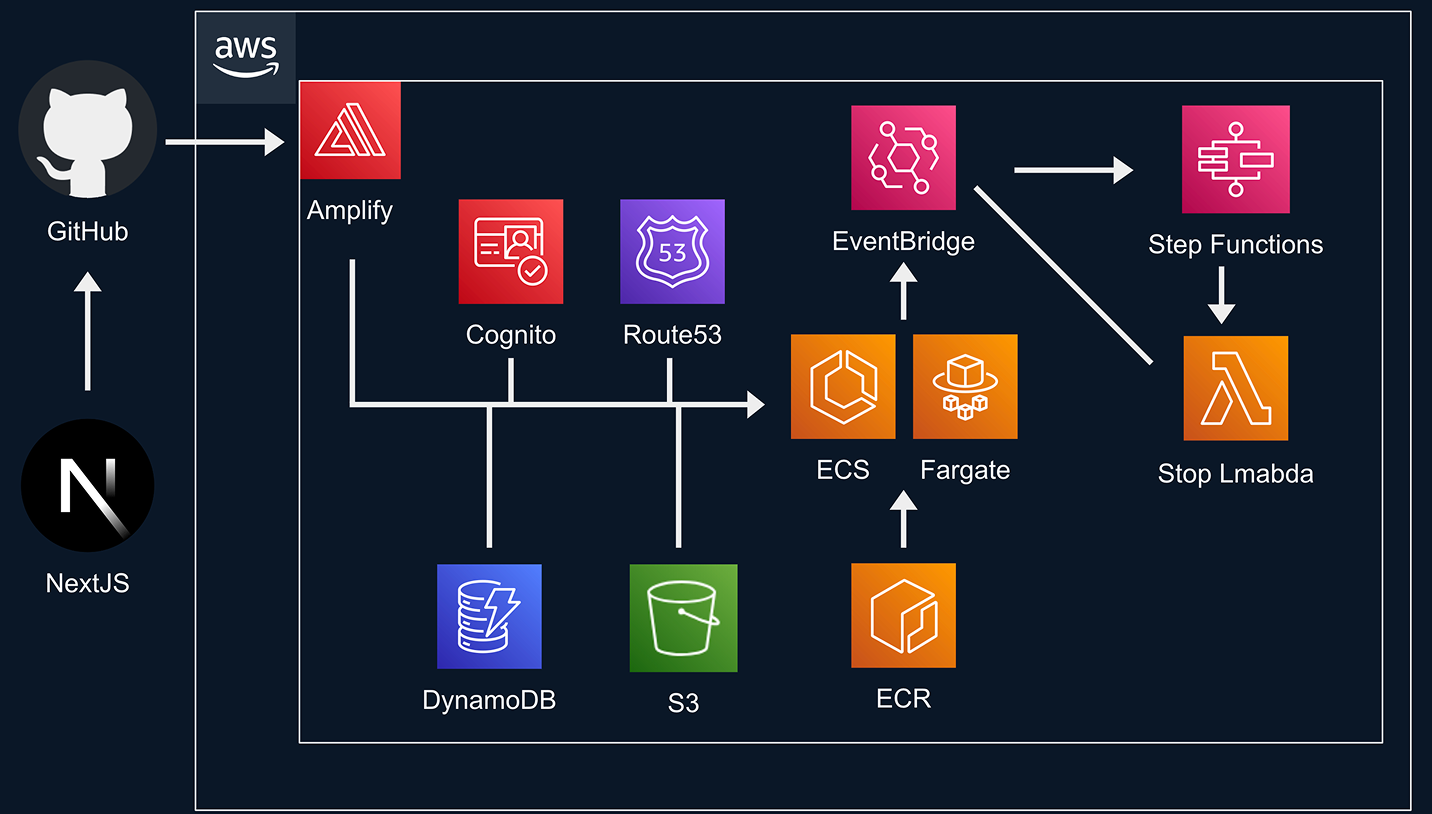 aws
GitHub
Amplify
EventBridge
Step Functions
53
Cognito
Route53
ECS
Fargate
Stop Lmabda
N
NextJS
DynamoDB
S3
ECR